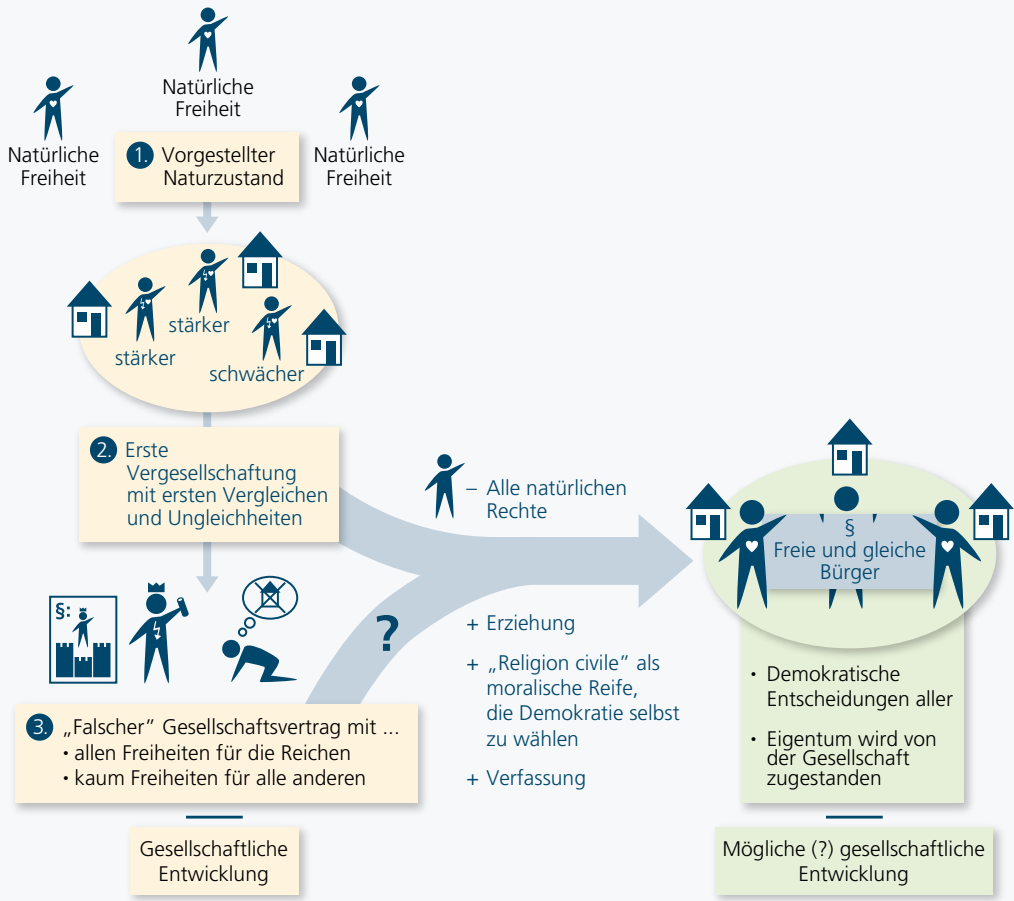 Natürliche
Freiheit
Natürliche
Freiheit
1. Vorgestellter
Naturzustand
Natürliche
Freiheit
stärker
stärker
schwächer
2. Erste
Vergesellschaftung
mit ersten Vergleichen
und Ungleichheiten
– Alle natürlichen
Rechte
§
Freie und gleiche
Bürger
§:
?
+ Erziehung
+ „Religion civile” als
moralische Reife,
die Demokratie selbst
zu wählen
+ Verfassung
• Demokratische
Entscheidungen aller
• Eigentum wird von
der Gesellschaft
zugestanden
3. „Falscher” Gesellschaftsvertrag mit ...
• allen Freiheiten für die Reichen
• kaum Freiheiten für alle anderen
Gesellschaftliche
Entwicklung
Mögliche (?) gesellschaftliche
Entwicklung